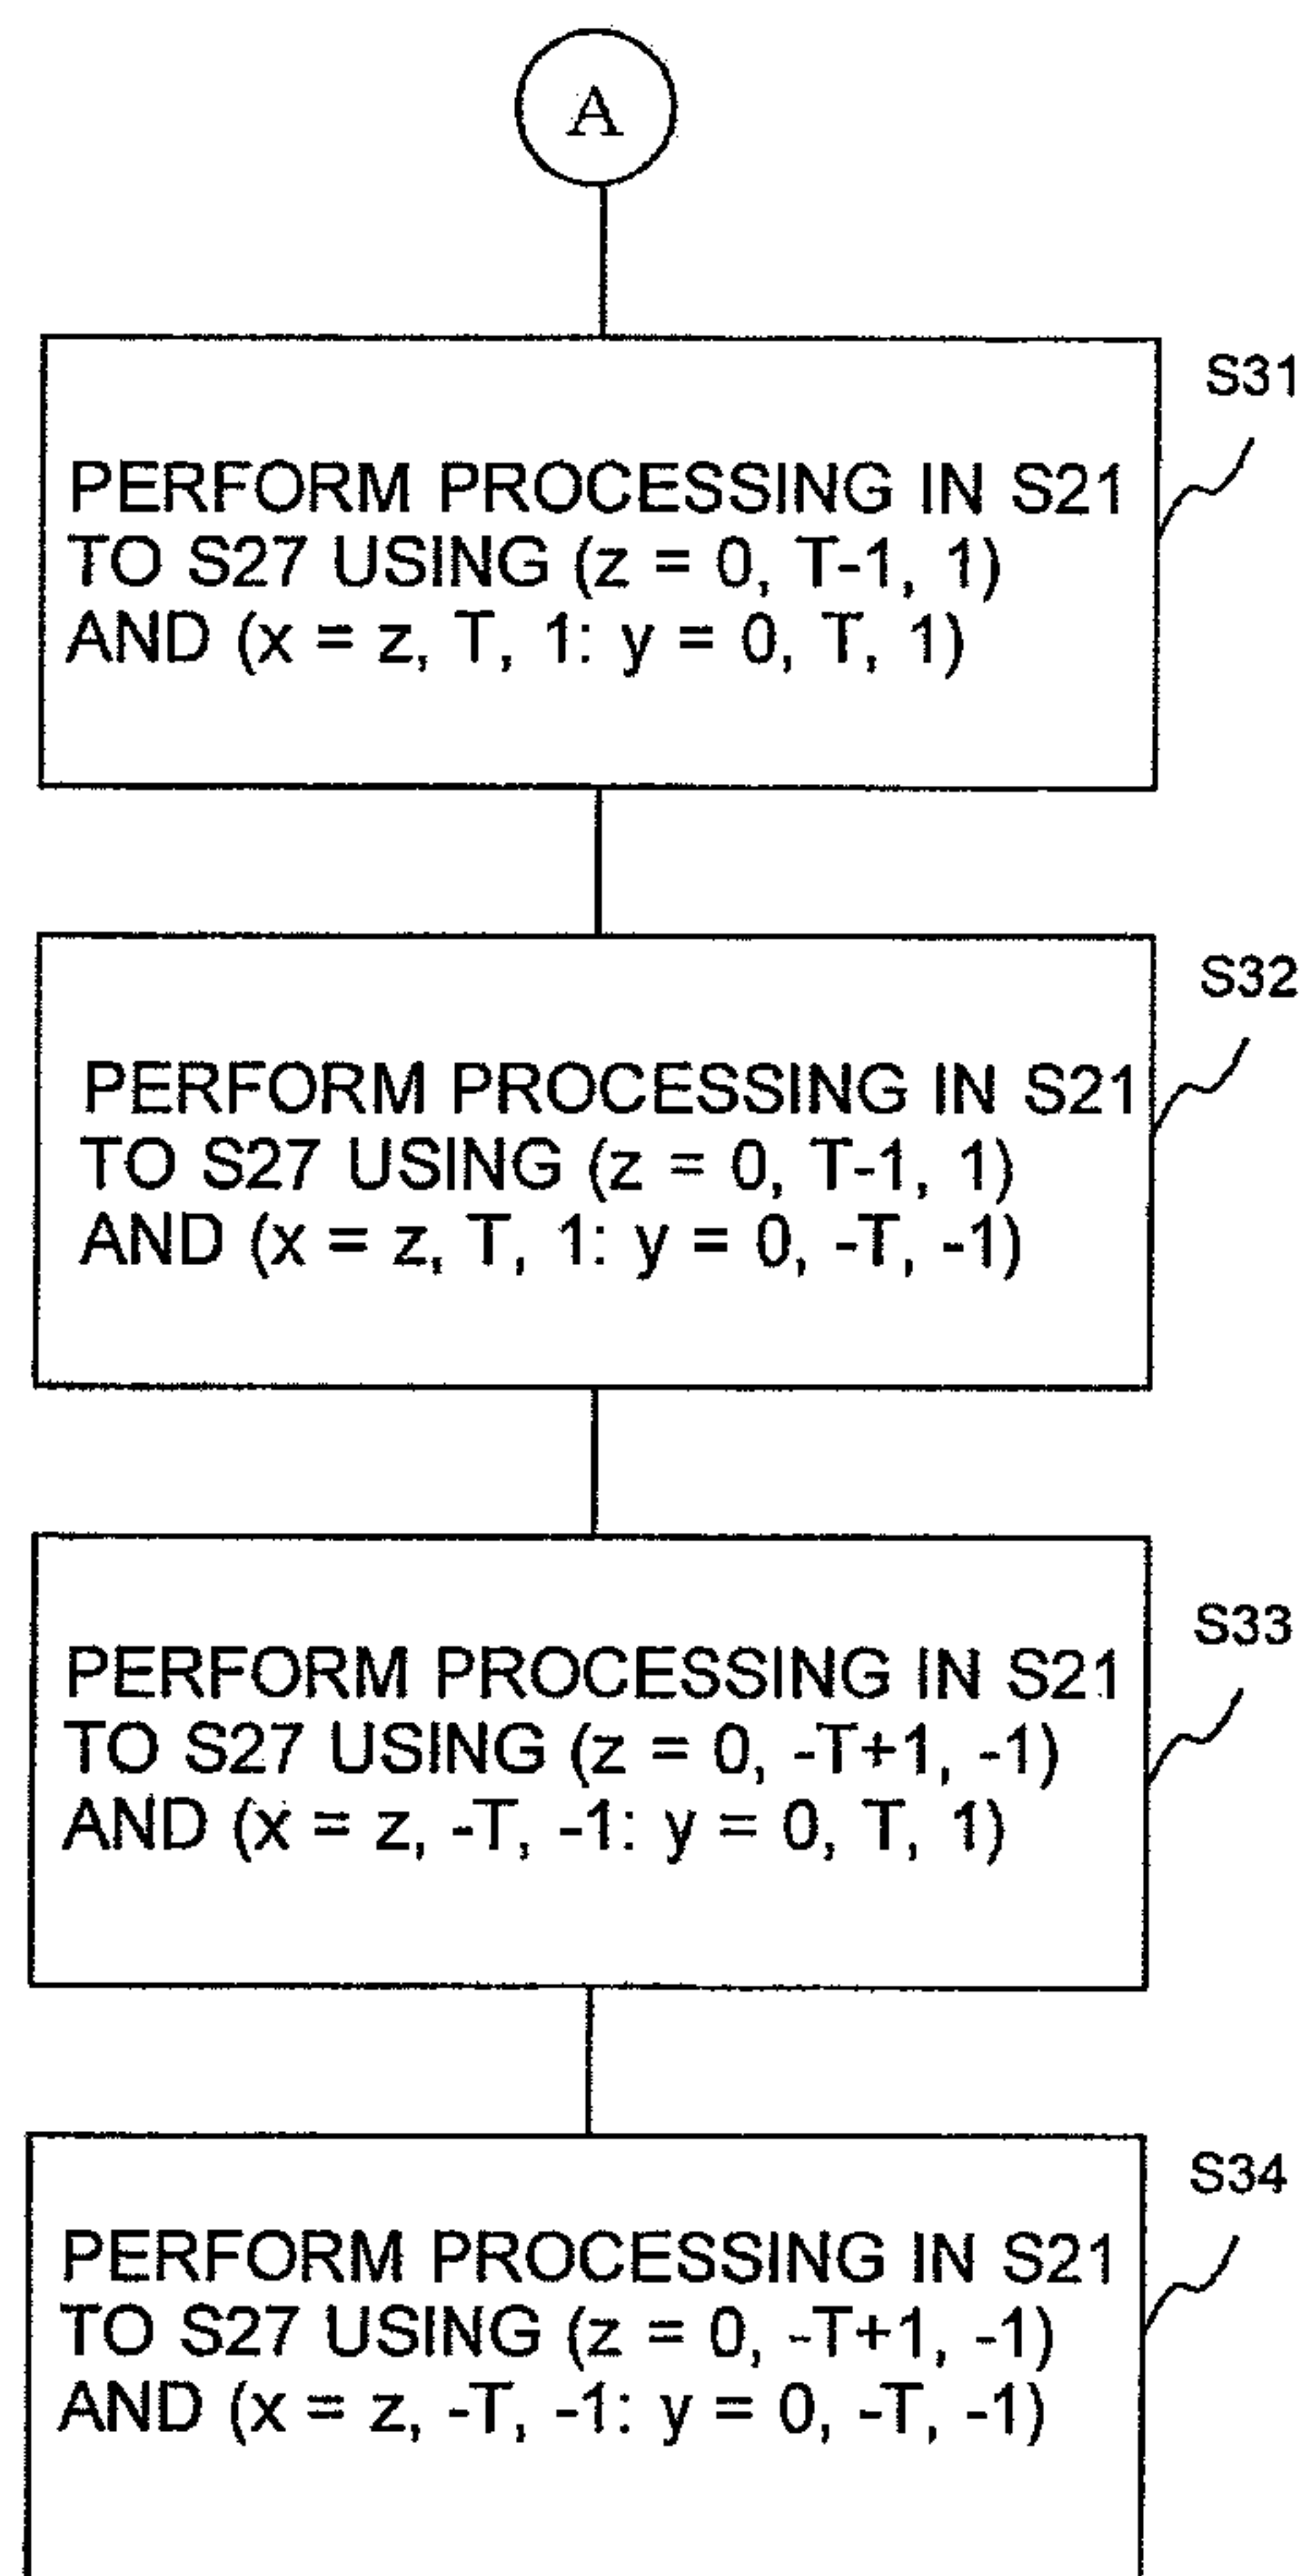 A
S31
PERFORM PROCESSING IN S21
TO S27 USING (z = 0, T-1, 1)
AND (x = z, T, 1: y = 0, T, 1)
S32
PERFORM PROCESSING IN S21
TO S27 USING (z = 0, T-1, 1)
AND (x = z, T, 1: y = 0, -T, -1)
S33
PERFORM PROCESSING IN S21
TO S27 USING (z = 0, -T+1, -1)
AND (x = z, -T, -1: y = 0, T, 1)
S34
PERFORM PROCESSING IN S21
TO S27 USING (z = 0, -T+1, -1)
AND (x = z, -T, -1: y = 0, -T, -1)